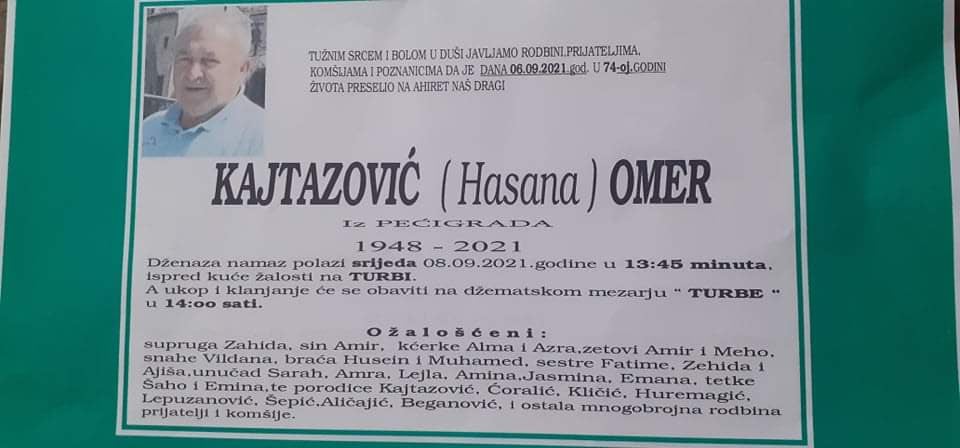 TUŽNIM SRCEM I BOLOM U DUŠI JAVLJAMO RODBINI,PRIJATELJIMA,
KOMŠIJAMA I POZNANICIMA DA JE DANA 06.09.2021.god. U 74-oj.GODINI
ŽIVOTA PRESELIO NA AHIRET NAŠ DRAGI
KAJTAZOVIĆ (Hasana) OMER
Iz PEĆIGRADA
1948 - 2021
Dženaza namaz polazi srijeda 08.09.2021.godine u 13:45 minuta,
ispred kuće žalosti na TURBI.
A ukop i klanjanje će se obaviti na džematskom mezarju “ TURBE “
u 14:oo sati.
Ožalošćeni:
supruga Zahida, sin Amir, kćerke Alma i Azra,zetovi Amir i Meho,
snahe Vildana, braća Husein i Muhamed, sestre Fatime, Zehida i
Ajiša,unučad Sarah, Amra, Lejla, Amina,Jasmina, Emana, tetke
Šaho i Emina,te porodice Kajtazović, Ćoralić, Kličić, Huremagić,
Lepuzanović, Šepić,Aličajić, Beganović, i ostala mnogobrojna rodbina
prijatelji i komšije.